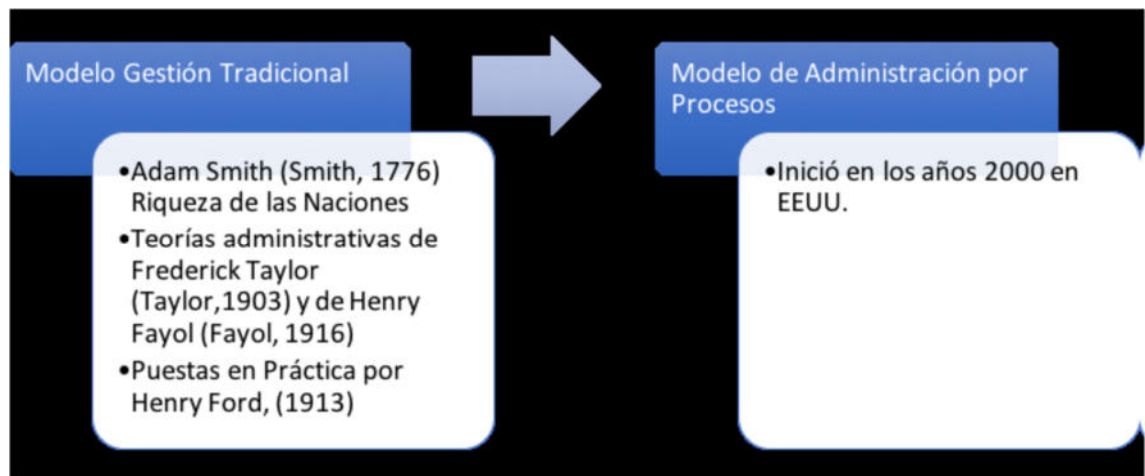 Modelo Gestión Tradicional
•Adam Smith (Smith, 1776)
Riqueza de las Naciones
•Teorías administrativas de
Frederick Taylor
(Taylor,1903) y de Henry
Fayol (Fayol, 1916)
•Puestas en Práctica por
Henry Ford, (1913)
Modelo de Administración por
Procesos
•Inició en los años 2000 en
EEUU.